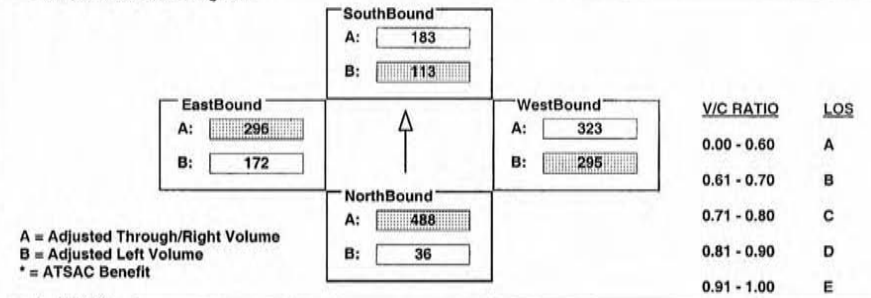 SouthBound
A: 183
B: 113
EastBound
A: 296
B: 172
WestBound
A: 323
B: 295
NorthBound
A: 488
B: 36
A = Adjusted Through/Right Volume
B = Adjusted Left Volume
* = ATSAC Benefit
V/C RATIO LOS
0.00 - 0.60 A
0.61 - 0.70 B
0.71 - 0.80 C
0.81 - 0.90 D
0.91 - 1.00 E